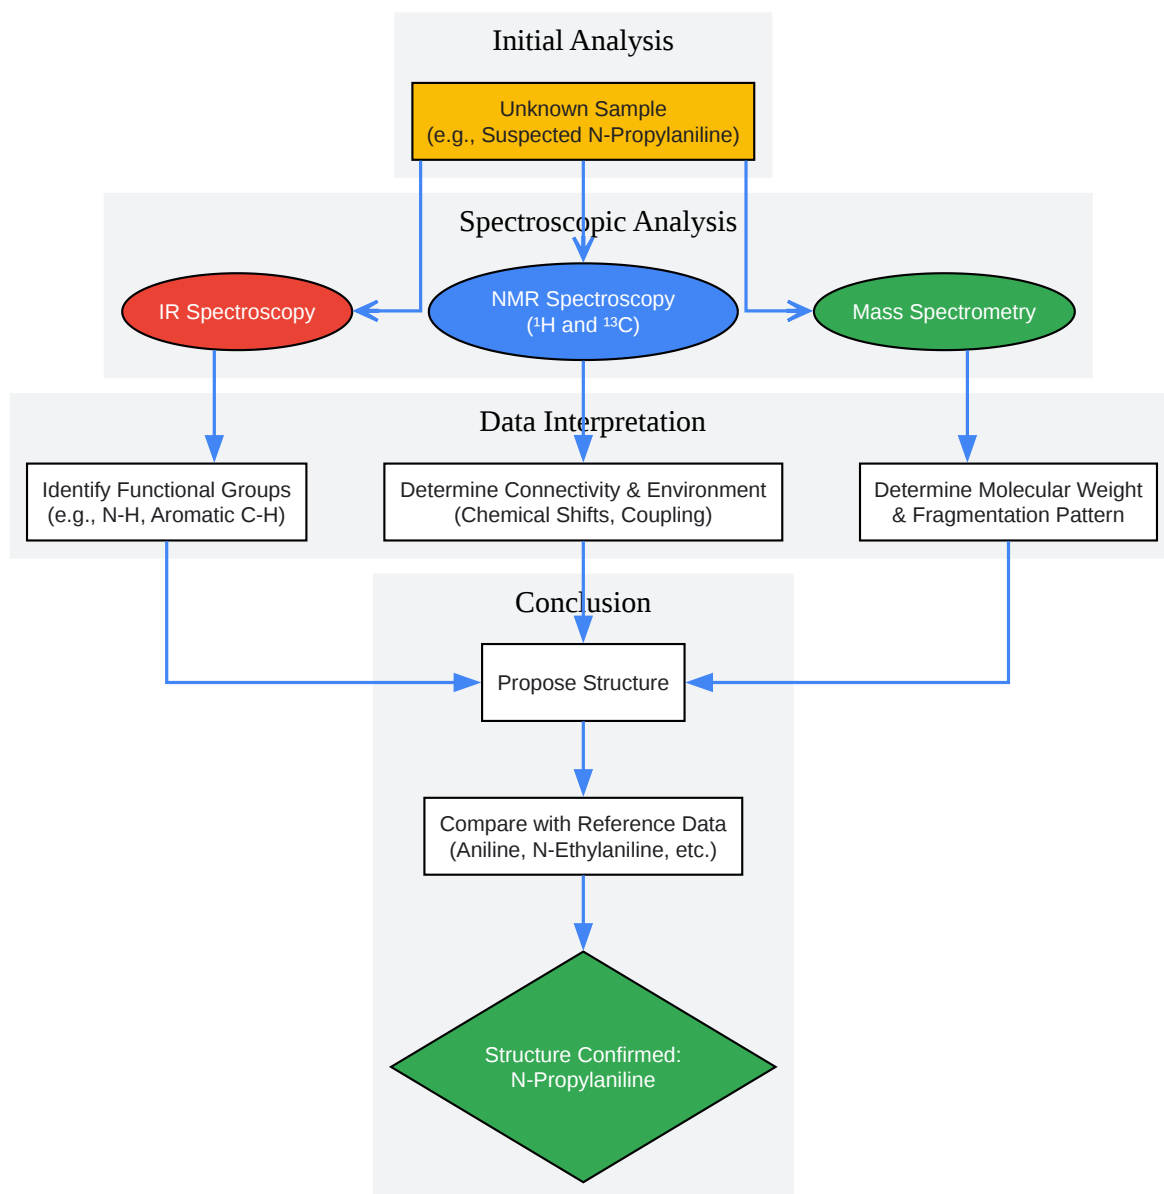 Initial Analysis
Unknown Sample
(e.g., Suspected N-Propylaniline)
Spectroscopic Analysis
IR Spectroscopy
NMR Spectroscopy
(¹H and ¹³C)
Mass Spectrometry
Data Interpretation
Identify Functional Groups
(e.g., N-H, Aromatic C-H)
Determine Connectivity & Environment
(Chemical Shifts, Coupling)
Determine Molecular Weight
& Fragmentation Pattern
Conclusion
Propose Structure
Compare with Reference Data
(Aniline, N-Ethylaniline, etc.)
Structure Confirmed:
N-Propylaniline